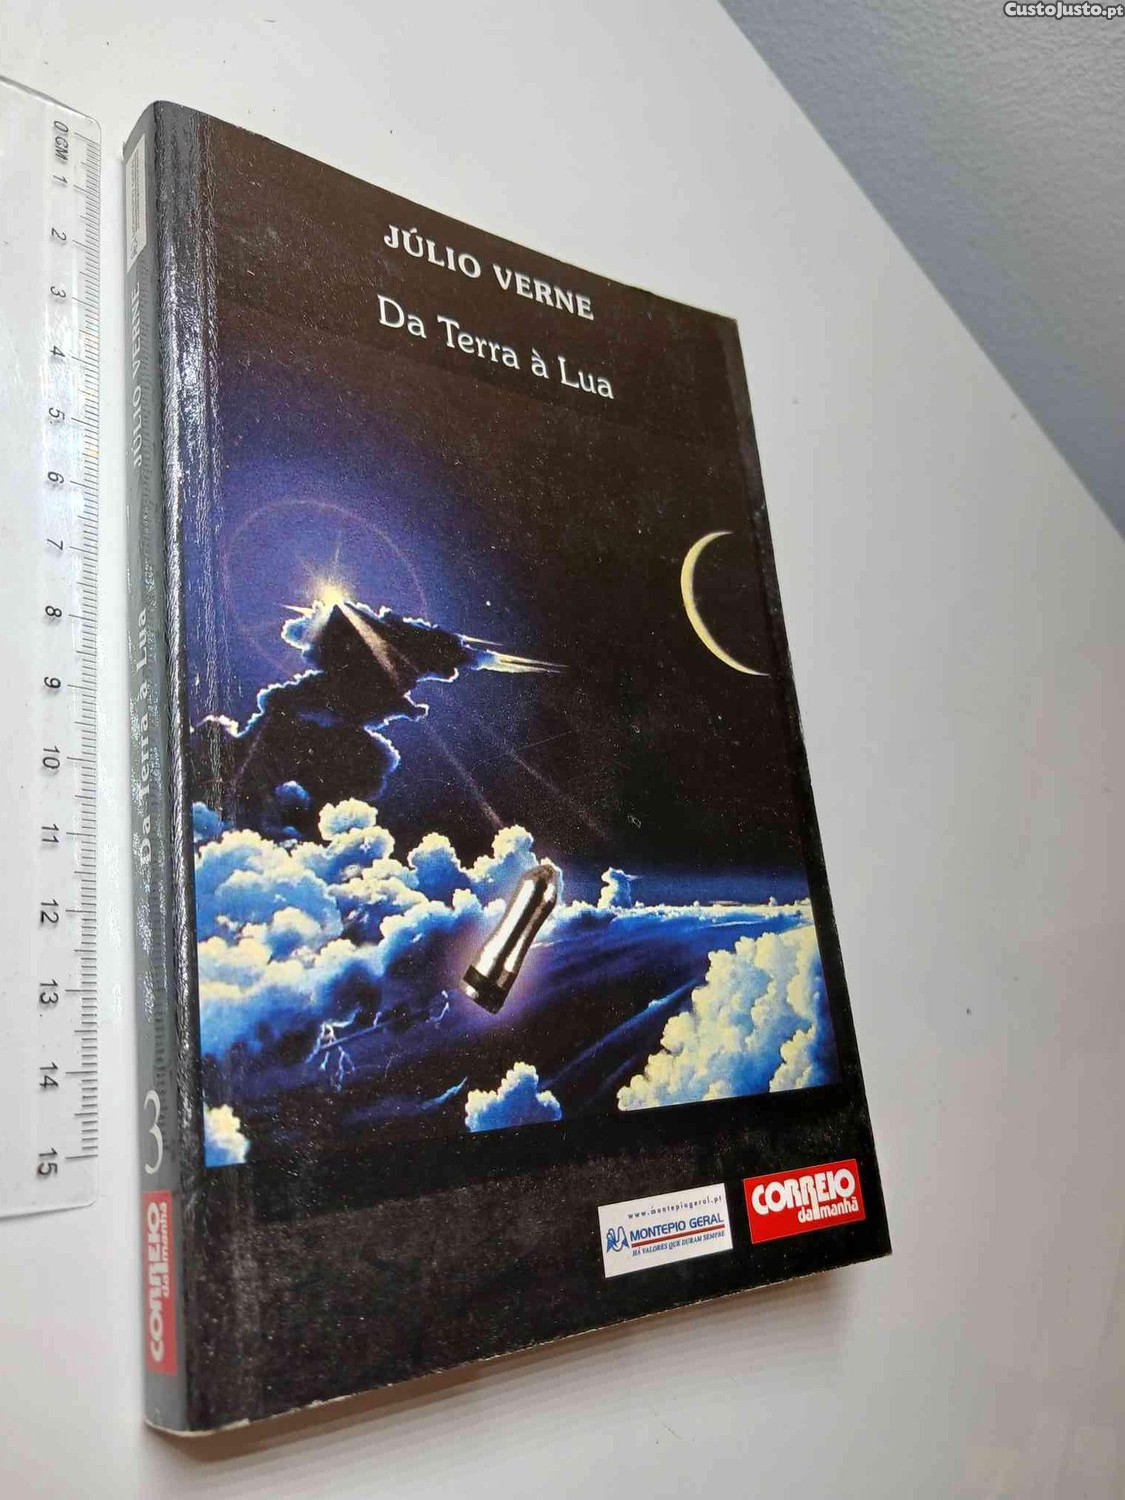 CustoJusto.pt
0 CM 1 2 3 4 5 6 7 8 9 10 11 12 13 14 15
JÚLIO VERNE
Da Terra à Lua
JÚLIO VERNE
Da Terra à Lua
3
CORREIO
da manhã
www.montepiogeral.pt
MONTEPIO GERAL
HÁ VALORES QUE DURAM SEMPRE
CORREIO
da manhã